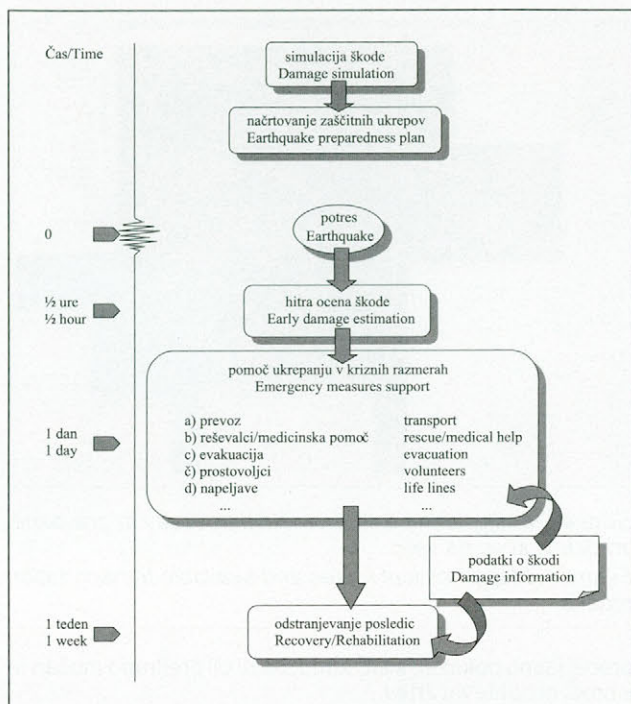 Čas/Time
simulacija škode
Damage simulation
načrtovanje zaščitnih ukrepov
Earthquake preparedness plan
0
potres
Earthquake
½ ure
½ hour
hitra ocena škode
Early damage estimation
pomoč ukrepanju v kriznih razmerah
Emergency measures support
1 dan
1 day
a) prevoz transport
b) reševalci/medicinska pomoč rescue/medical help
c) evakuacija evacuation
č) prostovoljci volunteers
d) napeljave life lines
... ...
podatki o škodi
Damage information
1 teden
1 week
odstranjevanje posledic
Recovery/Rehabilitation